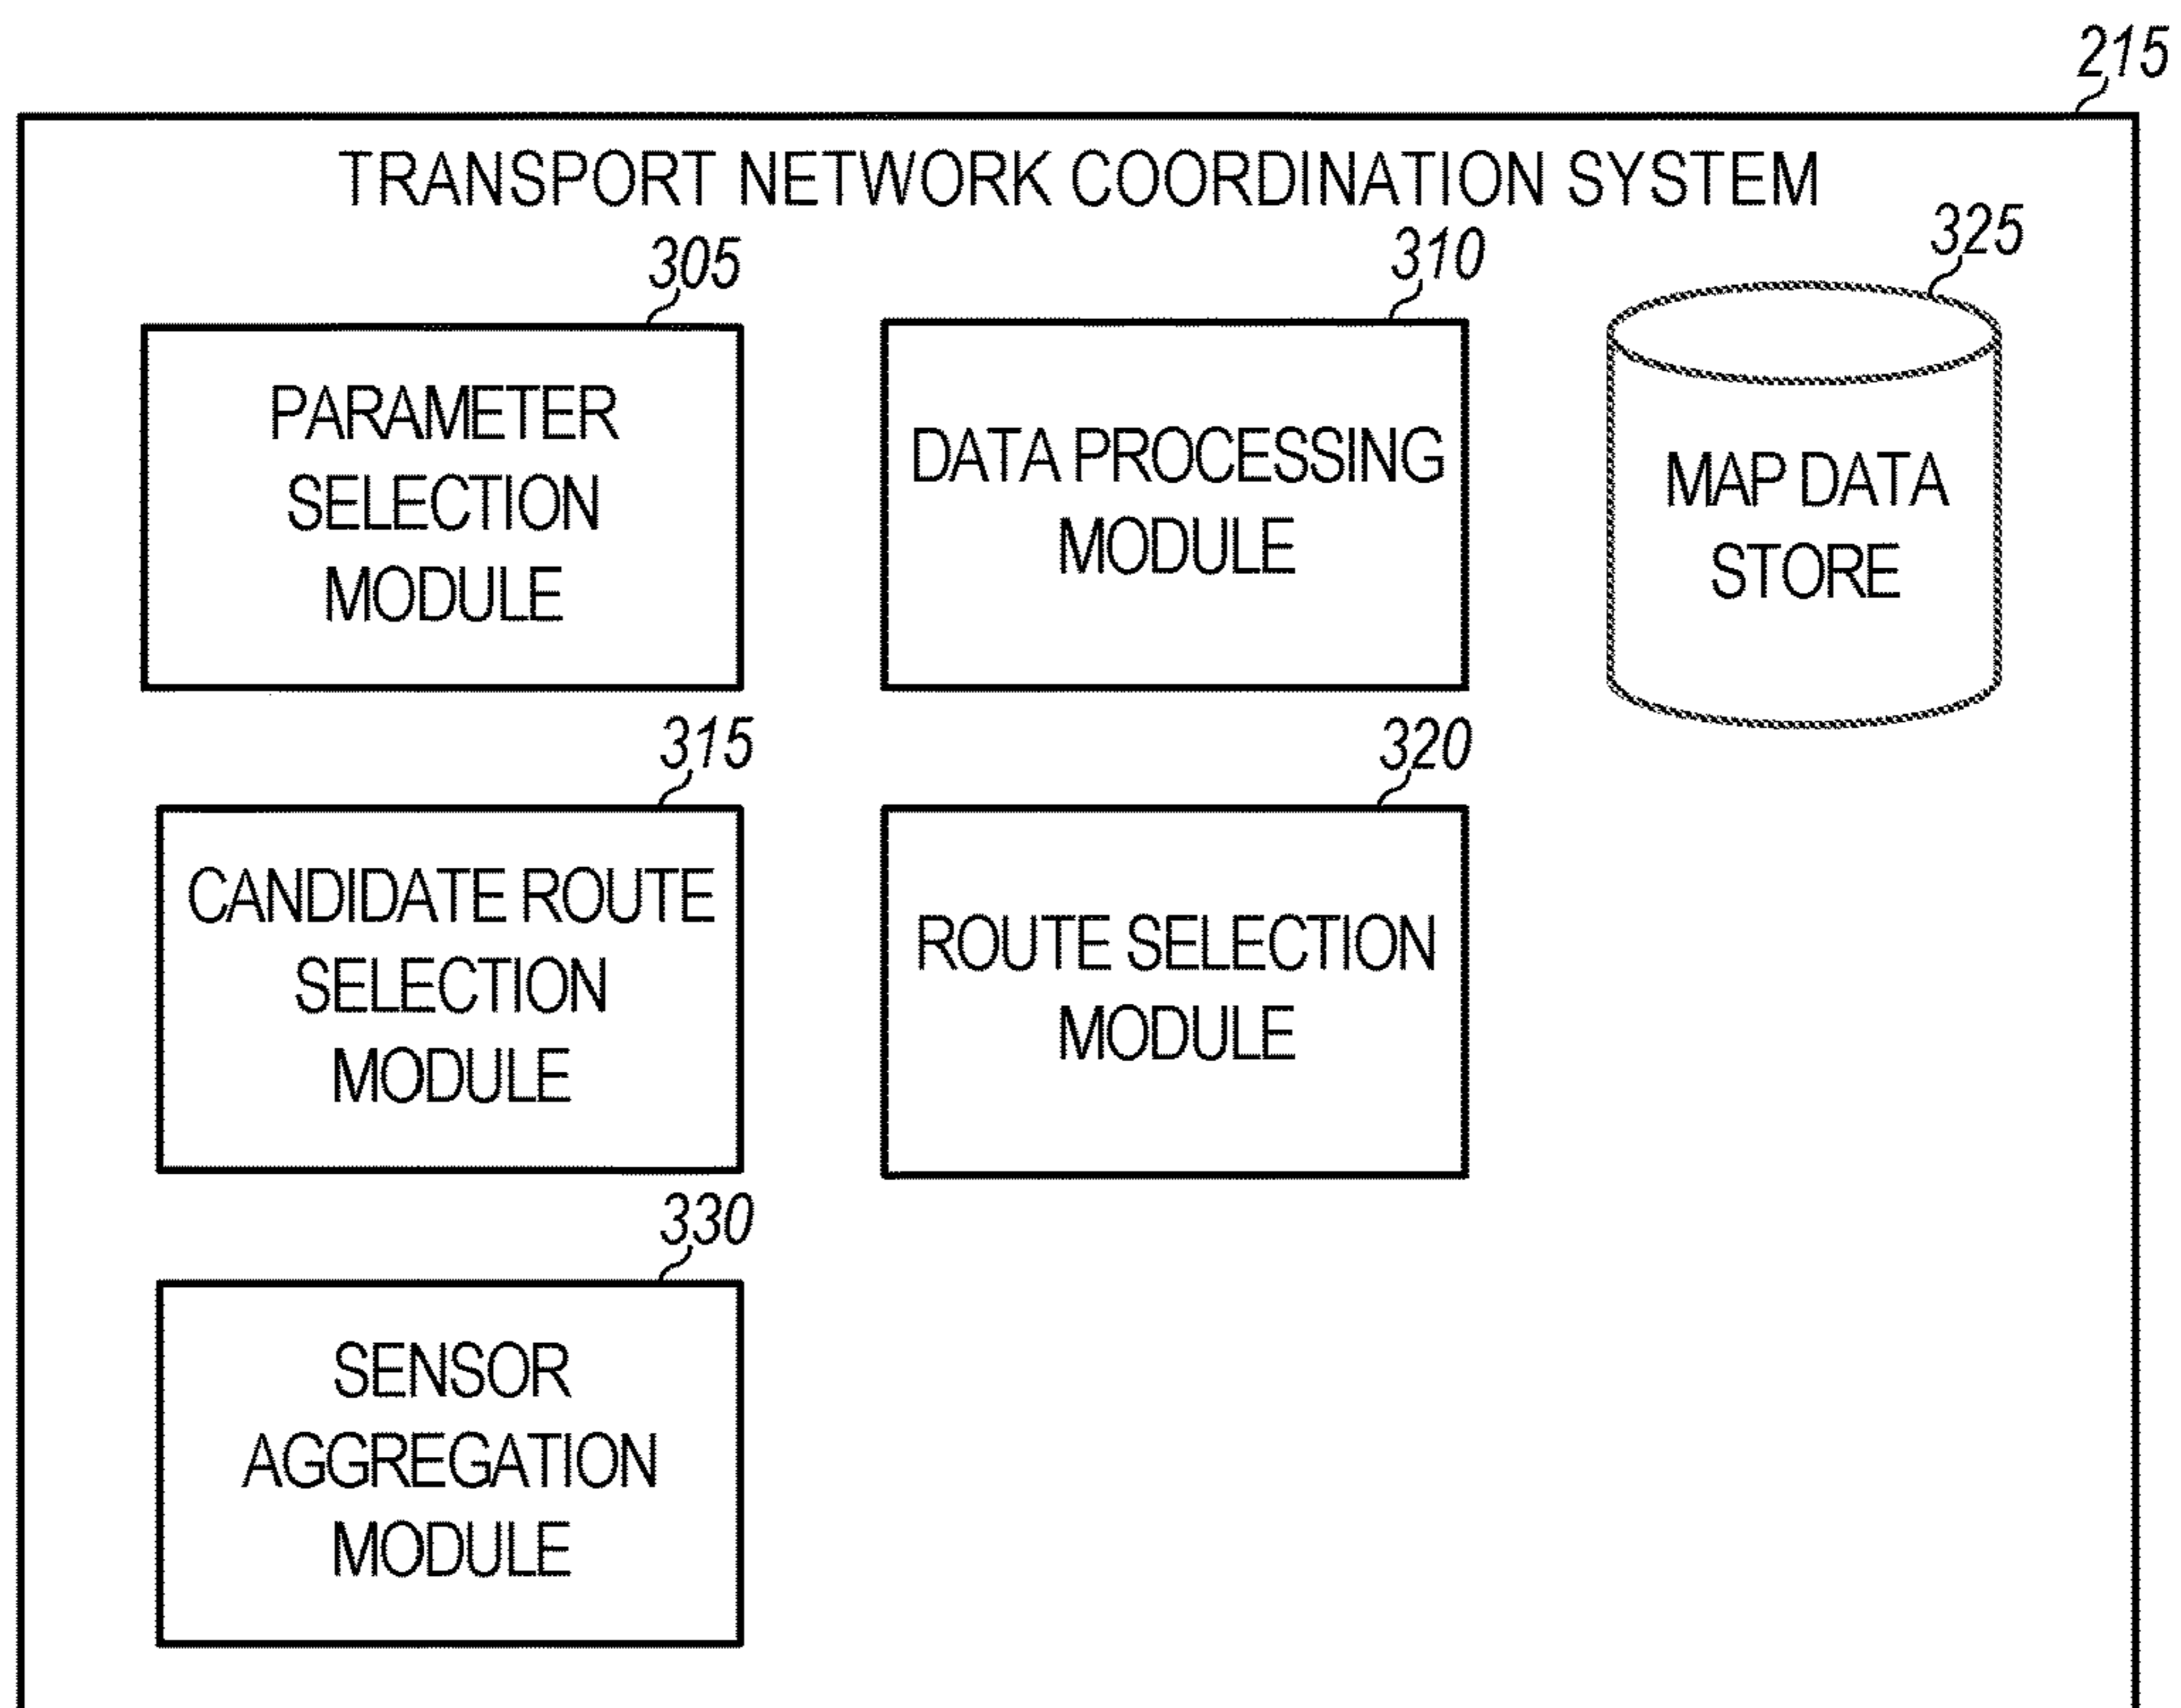 215
TRANSPORT NETWORK COORDINATION SYSTEM
305
PARAMETER
SELECTION
MODULE
310
DATA PROCESSING
MODULE
325
MAP DATA
STORE
315
CANDIDATE ROUTE
SELECTION
MODULE
320
ROUTE SELECTION
MODULE
330
SENSOR
AGGREGATION
MODULE